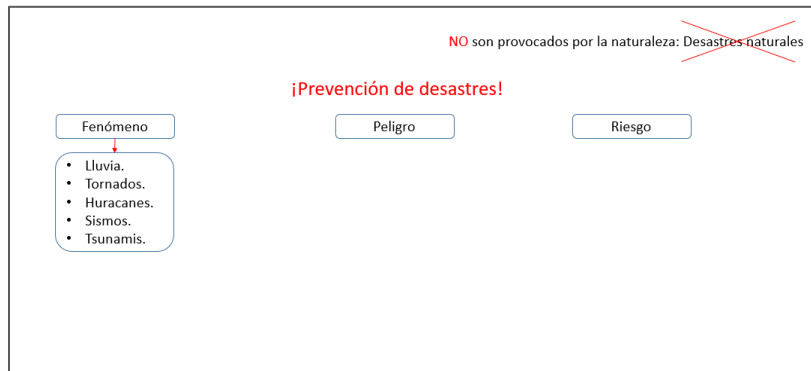 NO son provocados por la naturaleza: Desastres naturales
¡Prevención de desastres!
Fenómeno
Peligro
Riesgo
• Lluvia.
• Tornados.
• Huracanes.
• Sismos.
• Tsunamis.